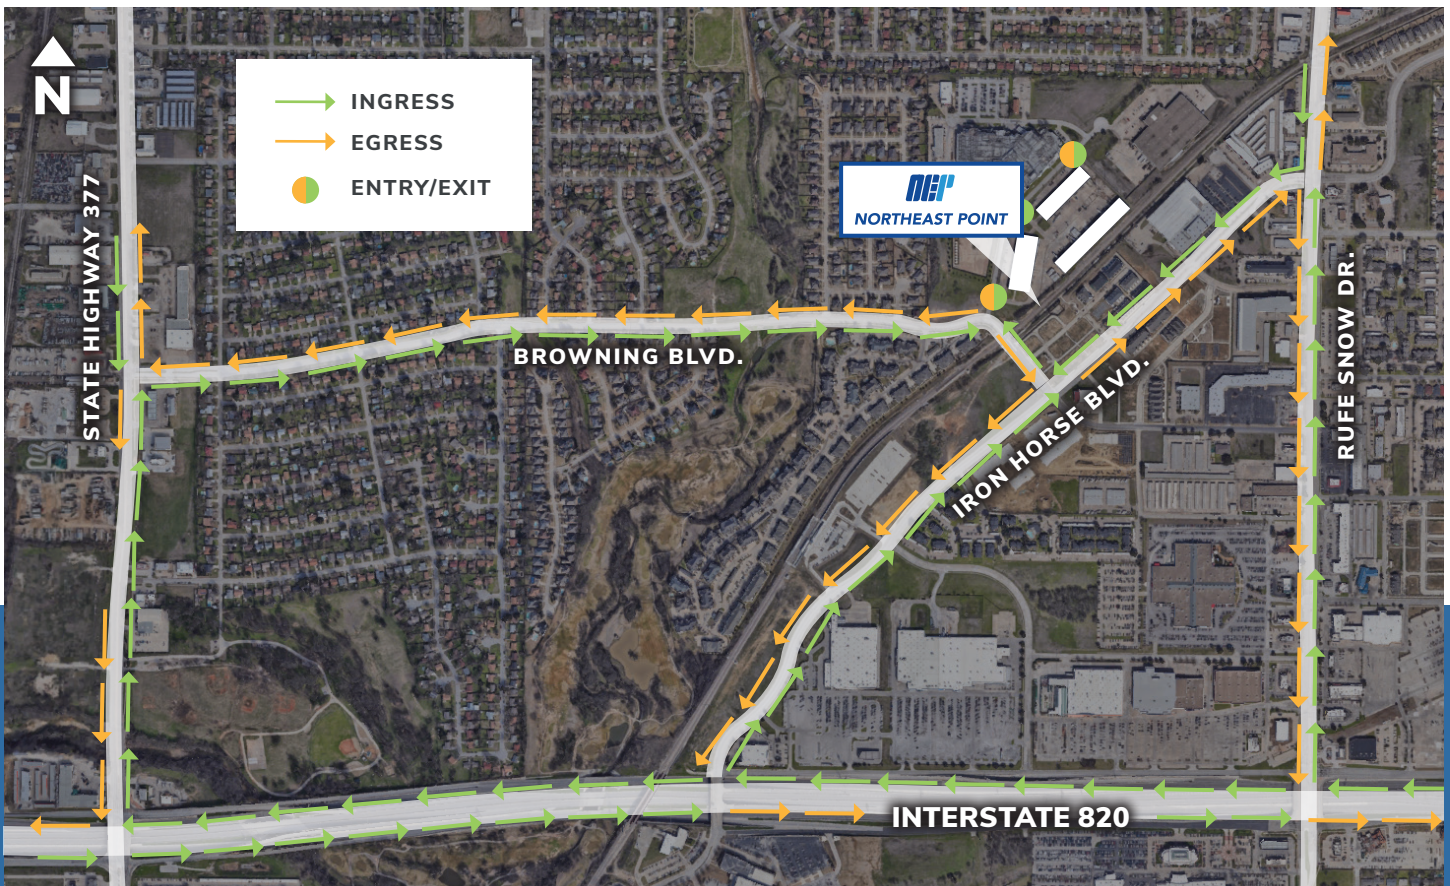 N
INGRESS
EGRESS
ENTRY/EXIT
STATE HIGHWAY 377
NEP
NORTHEAST POINT
BROWNING BLVD.
IRON HORSE BLVD.
RUFE SNOW DR.
INTERSTATE 820